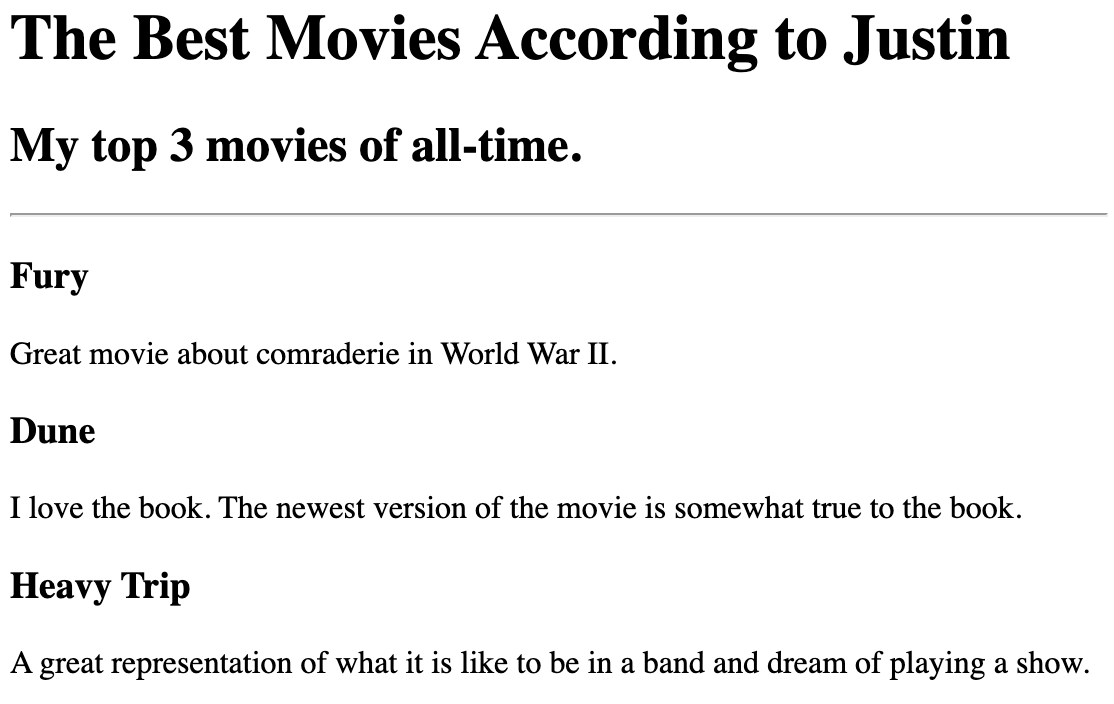 The Best Movies According to Justin
My top 3 movies of all-time.
Fury
Great movie about comraderie in World War II.
Dune
I love the book. The newest version of the movie is somewhat true to the book.
Heavy Trip
A great representation of what it is like to be in a band and dream of playing a show.